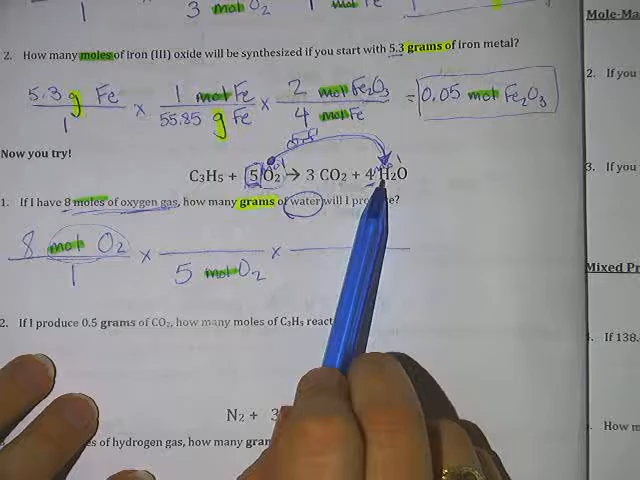 1 3 mol O₂ 1 mol Fe
Mole-Ma
2. How many moles of iron (III) oxide will be synthesized if you start with 5.3 grams of iron metal?
2. If you
5.3 g Fe × 1 mol Fe × 2 mol Fe₂O₃ = 0.05 mol Fe₂O₃
1 55.85 g Fe 4 mol Fe
Now you try!
C3H5 + 5 O2 → 3 CO2 + 4 H2O
3. If you
1. If I have 8 moles of oxygen gas, how many grams of water will I
8 mol O₂ × ×
1 5 mol O₂
Mixed Pr
2. If I produce 0.5 grams of CO2, how many moles of C3H5 react
If 138.
N2 + 3
of hydrogen gas, how many gran
How m